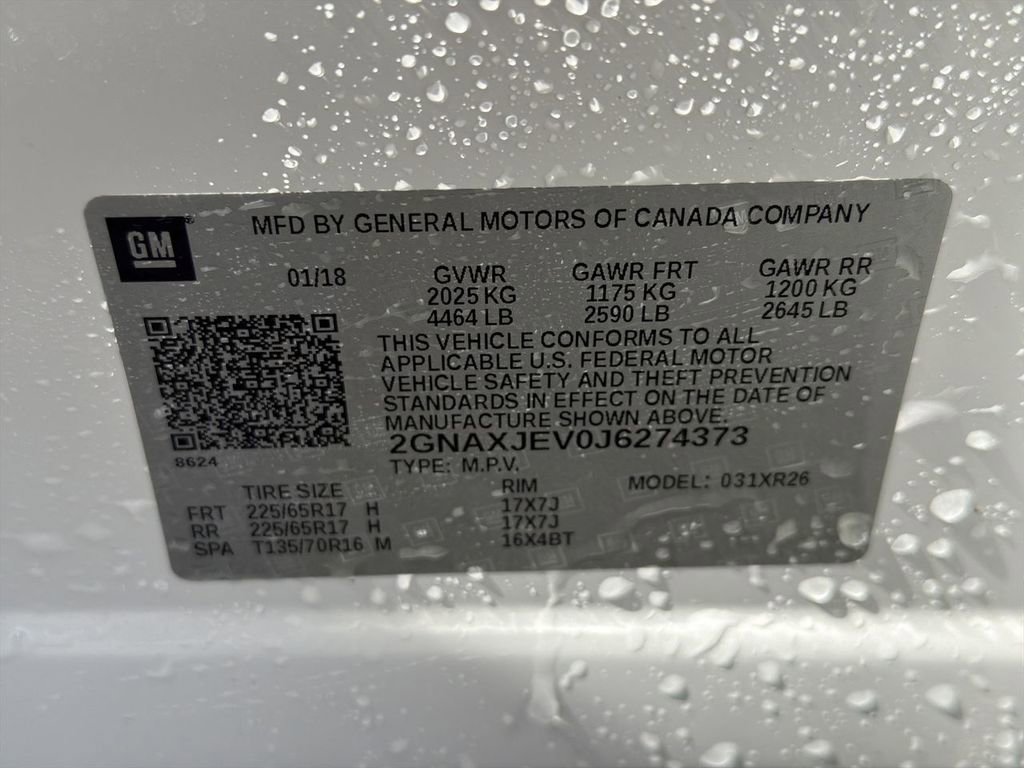 GM
MFD BY GENERAL MOTORS OF CANADA COMPANY
01/18 GVWR GAWR FRT GAWR RR
2025 KG 1175 KG 1200 KG
4464 LB 2590 LB 2645 LB
THIS VEHICLE CONFORMS TO ALL
APPLICABLE U.S. FEDERAL MOTOR
VEHICLE SAFETY AND THEFT PREVENTION
STANDARDS IN EFFECT ON THE DATE OF
MANUFACTURE SHOWN ABOVE.
2GNAXJEV0J6274373
8624
TYPE: M.P.V.
TIRE SIZE RIM MODEL: 031XR26
FRT 225/65R17 H 17X7J
RR 225/65R17 H 17X7J
SPA T135/70R16 M 16X4BT